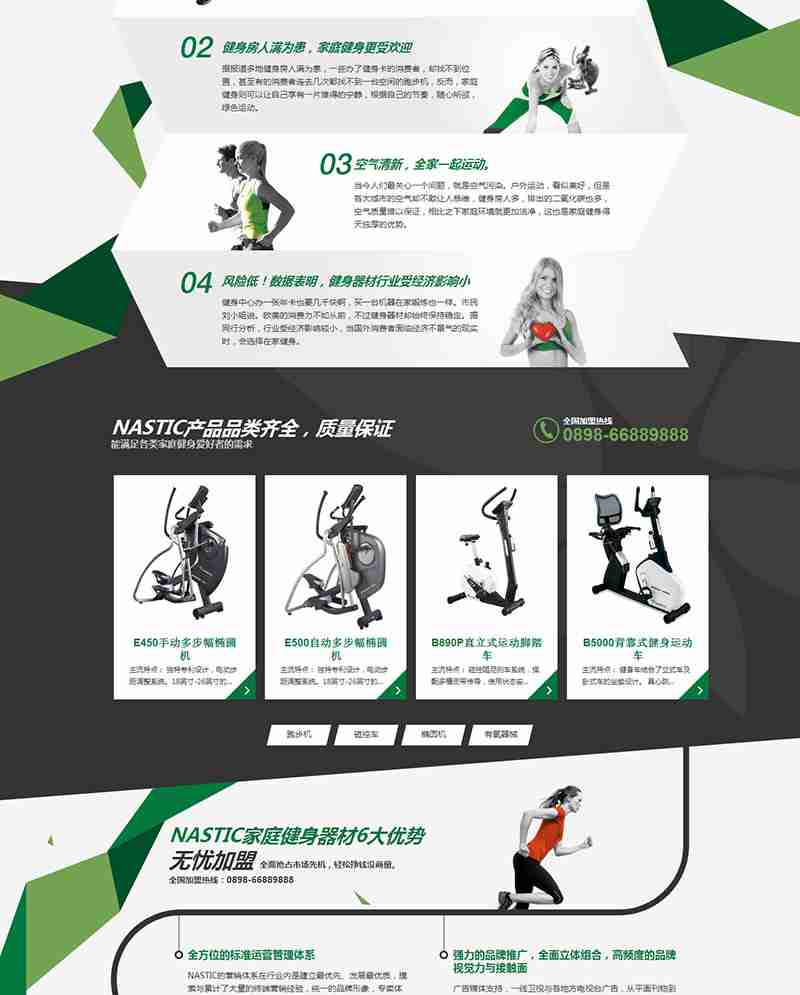 02 健身房人满为患，家庭健身更受欢迎
据报道多地健身房人满为患，一些办了健身卡的消费者，却找不到位
置，甚至有的消费者连去几次都找不到一台空闲的跑步机，反而，家庭
健身则可以让自己享有一片难得的宁静，根据自己的节奏，随心所欲，
绿色运动。
03 空气清新，全家一起运动。
当今人们最关心一个问题，就是空气污染。户外运动，看似美好，但是
各大城市的空气却不敢让人恭维，健身房人多，排出的二氧化碳也多，
空气质量难以保证，相比之下家庭环境就更加洁净，这也是家庭健身得
天独厚的优势。
04 风险低！数据表明，健身器材行业受经济影响小
健身中心办一张年卡也要几千块啊，买一台机器在家锻炼也一样。市民
刘小姐说。欧美的消费力不如从前，不过健身器材却始终保持稳定。据
同行分析，行业受经济影响较小，当国外消费者面临经济不景气的现实
时，会选择在家健身。
NASTIC产品品类齐全，质量保证
能满足各类家庭健身爱好者的需求
全国加盟热线
0898-66889888
E450手动多步幅椭圆
机
主流特点： 独特专利设计，电动步
距调整系统。18英寸-26英寸的...
E500自动多步幅椭圆
机
主流特点： 独特专利设计，电动步
距调整系统。18英寸-26英寸的...
B890P直立式运动脚踏
车
主流特点： 磁控阻尼刹车系统，搭
配多槽皮带传导，使用状态安...
B5000背靠式健身运动
车
主流特点： 健身车结合了立式车及
卧式车的坐垫设计。 真心跳...
跑步机
磁控车
椭圆机
有氧器械
NASTIC家庭健身器材6大优势
无忧加盟 全面抢占市场先机，轻松挣钱没商量。
全国加盟热线：0898-66889888
全方位的标准运营管理体系
NASTIC的营销体系在行业内是建立最优先、发展最优质，摸
索与累计了大量的终端营销经验，统一的品牌形象，专卖体
强力的品牌推广，全面立体组合，高频度的品牌
视觉力与接触面
广告媒体支持，一线卫视与各地方电视台广告，从平面刊物到